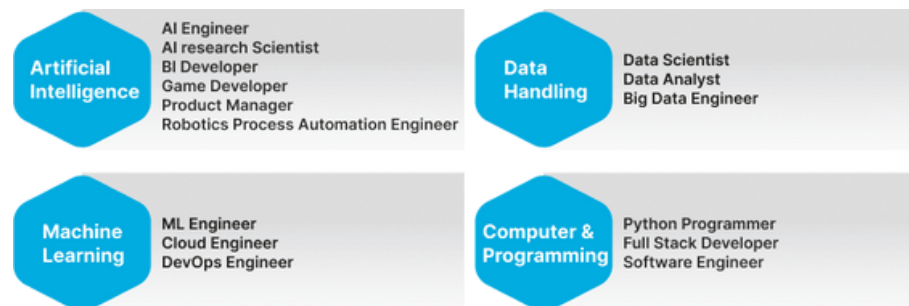 Artificial
Intelligence
AI Engineer
AI research Scientist
BI Developer
Game Developer
Product Manager
Robotics Process Automation Engineer
Data
Handling
Data Scientist
Data Analyst
Big Data Engineer
Machine
Learning
ML Engineer
Cloud Engineer
DevOps Engineer
Computer &
Programming
Python Programmer
Full Stack Developer
Software Engineer